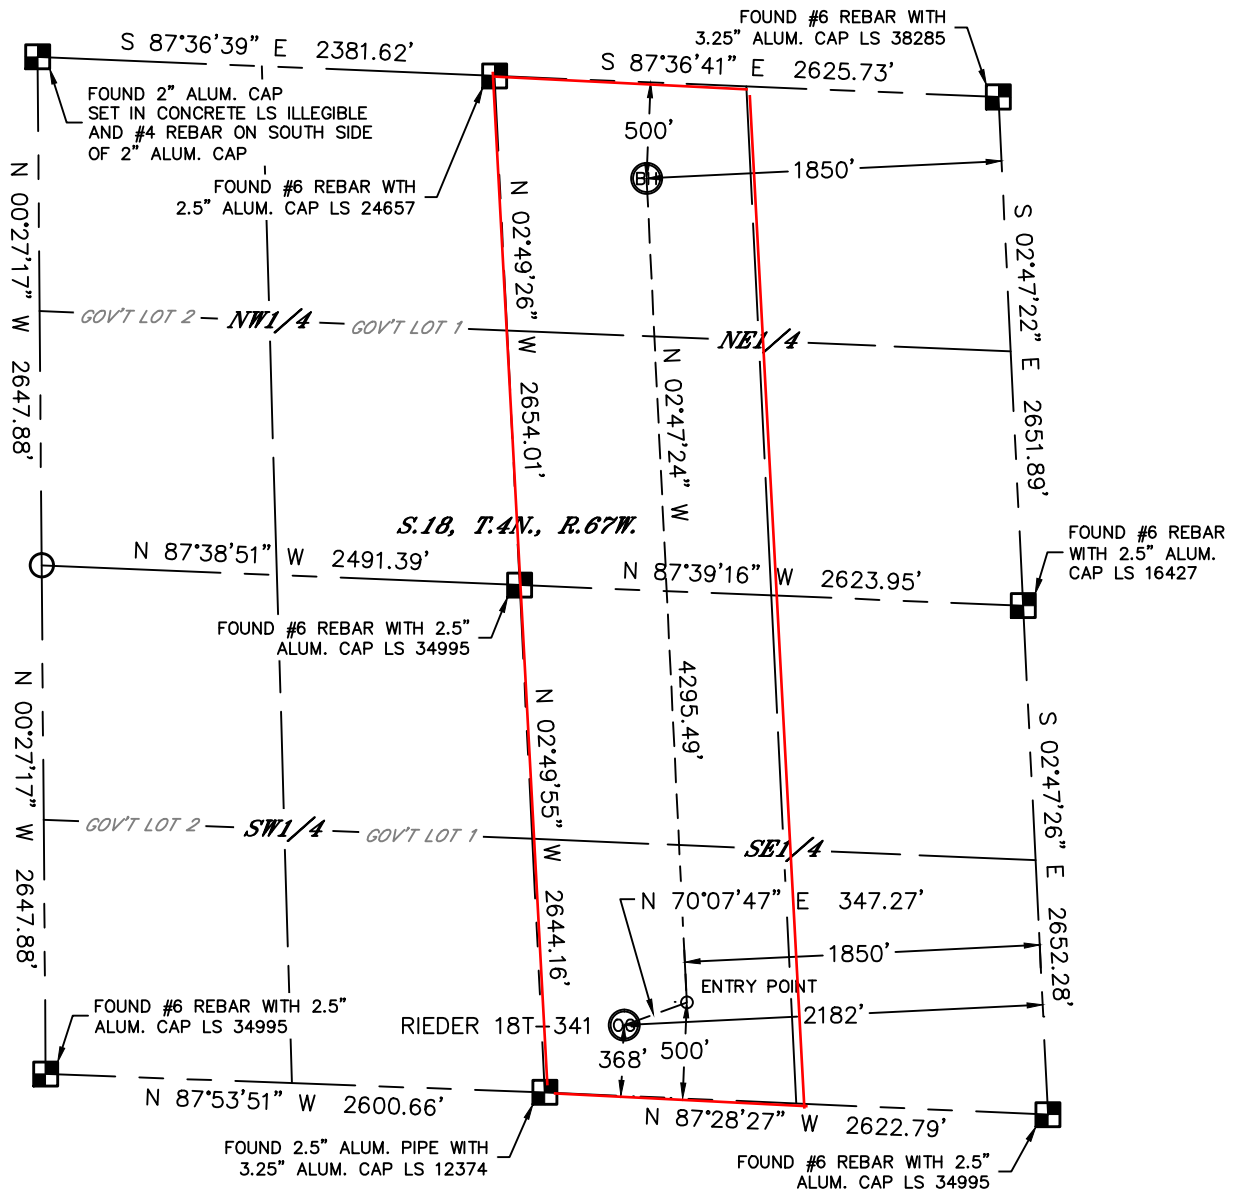 S 87°36'39" E 2381.62'
FOUND #6 REBAR WITH
3.25" ALUM. CAP LS 38285
S 87°36'41" E 2625.73'
FOUND 2" ALUM. CAP
SET IN CONCRETE LS ILLEGIBLE
AND #4 REBAR ON SOUTH SIDE
OF 2" ALUM. CAP
500'
BH
1850'
FOUND #6 REBAR WTH
2.5" ALUM. CAP LS 24657
N 00°27'17" W 2647.88'
N 02°49'26" W 2654.01'
S 02°47'22" E 2651.89'
GOV'T LOT 2
NW1/4
GOV'T LOT 1
NE1/4
N 02°47'24" W 4295.49'
S.18, T.4N., R.67W.
N 87°38'51" W 2491.39'
N 87°39'16" W 2623.95'
FOUND #6 REBAR
WITH 2.5" ALUM.
CAP LS 16427
FOUND #6 REBAR WITH 2.5"
ALUM. CAP LS 34995
N 00°27'17" W 2647.88'
N 02°49'55" W 2644.16'
S 02°47'26" E 2652.28'
GOV'T LOT 2
SW1/4
GOV'T LOT 1
SE1/4
N 70°07'47" E 347.27'
1850'
ENTRY POINT
2182'
RIEDER 18T-341
OG
368'
500'
FOUND #6 REBAR WITH 2.5"
ALUM. CAP LS 34995
N 87°53'51" W 2600.66'
N 87°28'27" W 2622.79'
FOUND 2.5" ALUM. PIPE WITH
3.25" ALUM. CAP LS 12374
FOUND #6 REBAR WITH 2.5"
ALUM. CAP LS 34995